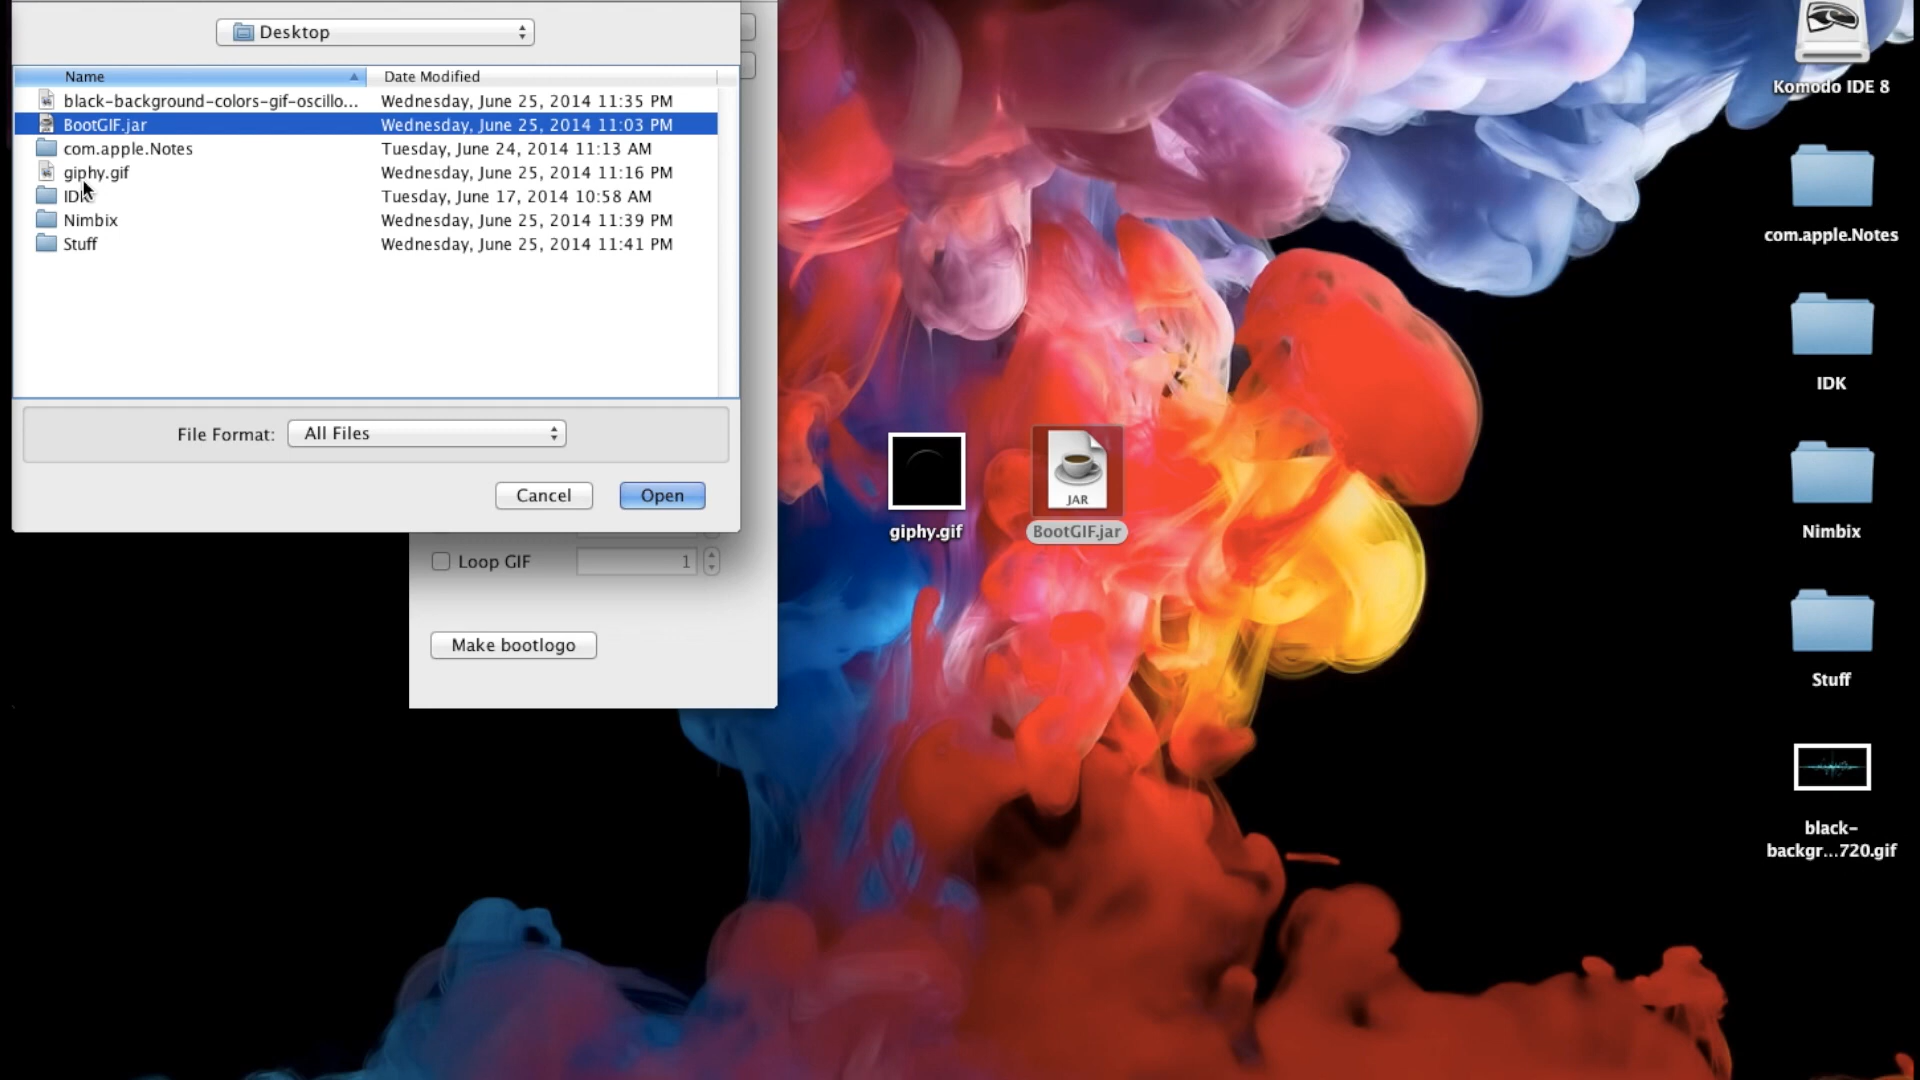 Desktop
Name Date Modified
black-background-colors-gif-oscillo... Wednesday, June 25, 2014 11:35 PM
BootGIF.jar Wednesday, June 25, 2014 11:03 PM
com.apple.Notes Tuesday, June 24, 2014 11:13 AM
giphy.gif Wednesday, June 25, 2014 11:16 PM
IDK Tuesday, June 17, 2014 10:58 AM
Nimbix Wednesday, June 25, 2014 11:39 PM
Stuff Wednesday, June 25, 2014 11:41 PM
File Format: All Files
Cancel Open
Loop GIF 1
Make bootlogo
giphy.gif
JAR
BootGIF.jar
Komodo IDE 8
com.apple.Notes
IDK
Nimbix
Stuff
black-
backgr...720.gif